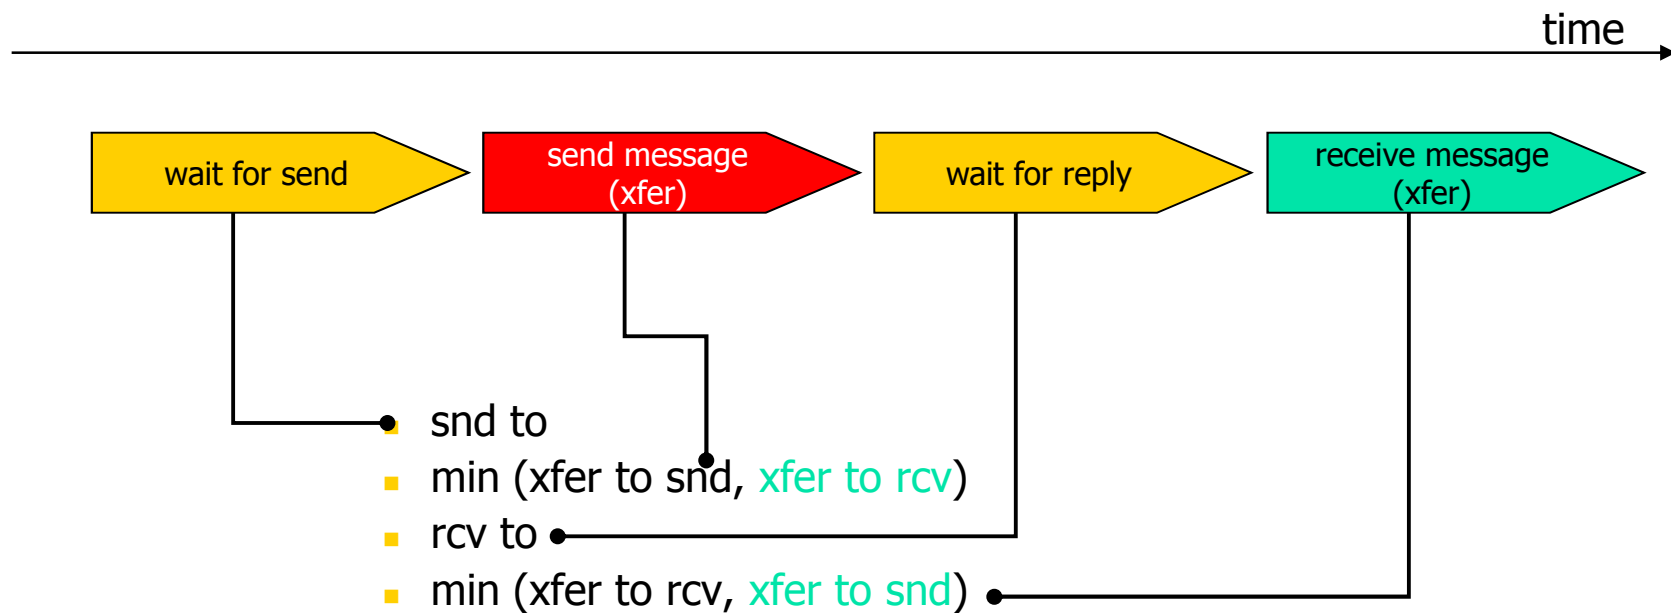 time
wait for send
send message
(xfer)
wait for reply
receive message
(xfer)
snd to
min (xfer to snd, xfer to rcv)
rcv to
min (xfer to rcv, xfer to snd)